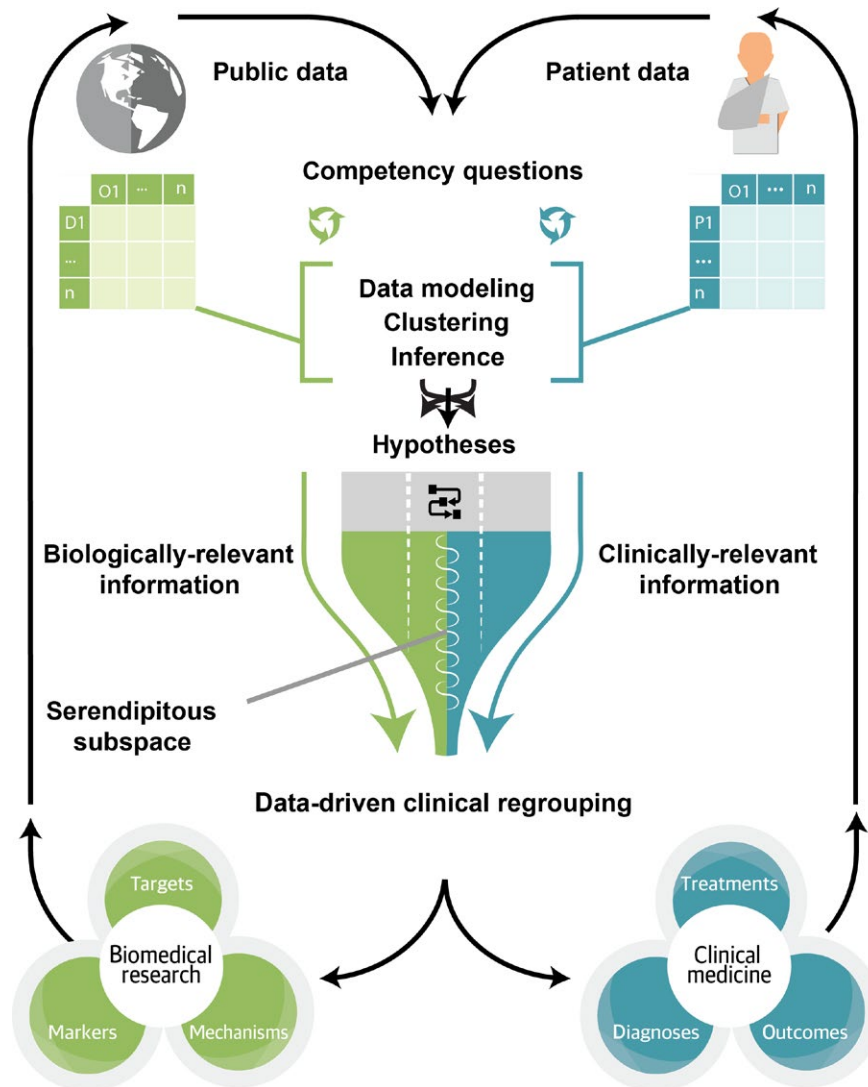 Public data
Patient data
O1 ... n
D1
...
n
O1 ... n
P1
...
n
Competency questions
Data modeling
Clustering
Inference
Hypotheses
Biologically-relevant
information
Clinically-relevant
information
Serendipitous
subspace
Data-driven clinical regrouping
Targets
Biomedical
research
Markers
Mechanisms
Treatments
Clinical
medicine
Diagnoses
Outcomes